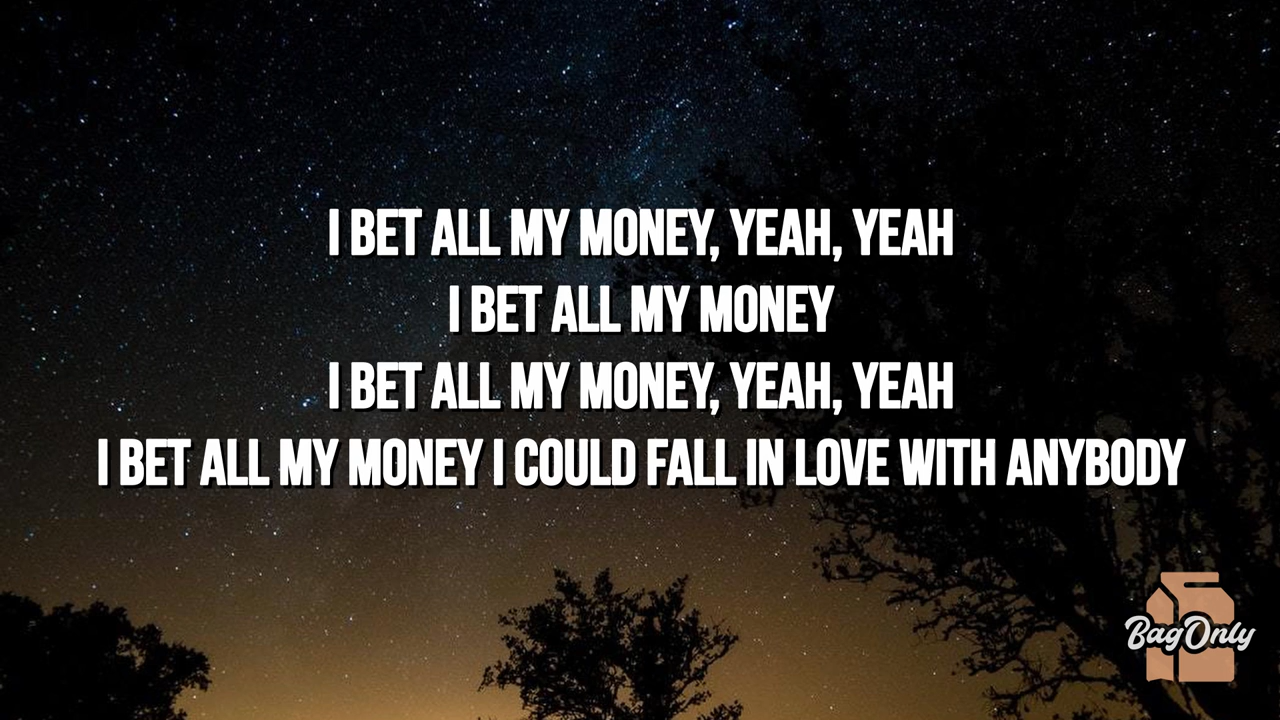 I BET ALL MY MONEY, YEAH, YEAH
I BET ALL MY MONEY
I BET ALL MY MONEY, YEAH, YEAH
I BET ALL MY MONEY I COULD FALL IN LOVE WITH ANYBODY
BagOnly